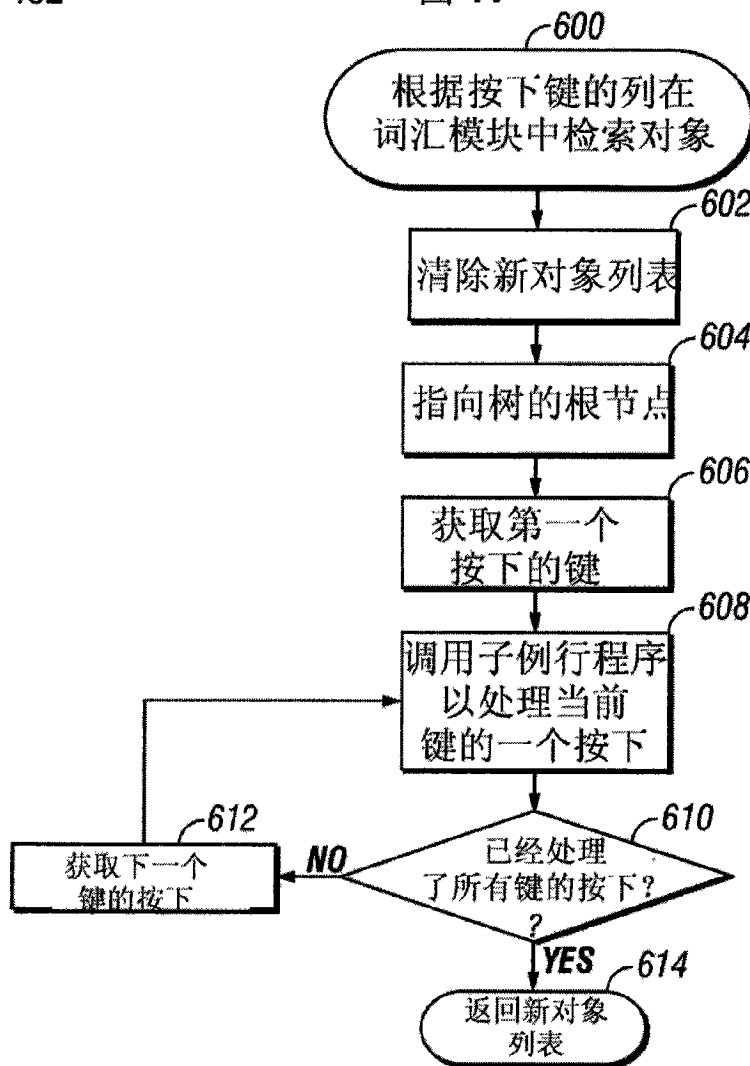 600
根据按下键的列在
词汇模块中检索对象
602
清除新对象列表
604
指向树的根节点
606
获取第一个
按下的键
608
调用子例行程序
以处理当前
键的一个按下
610
已经处理
了所有键的按下?
?
NO
612
获取下一个
键的按下
YES
614
返回新对象
列表